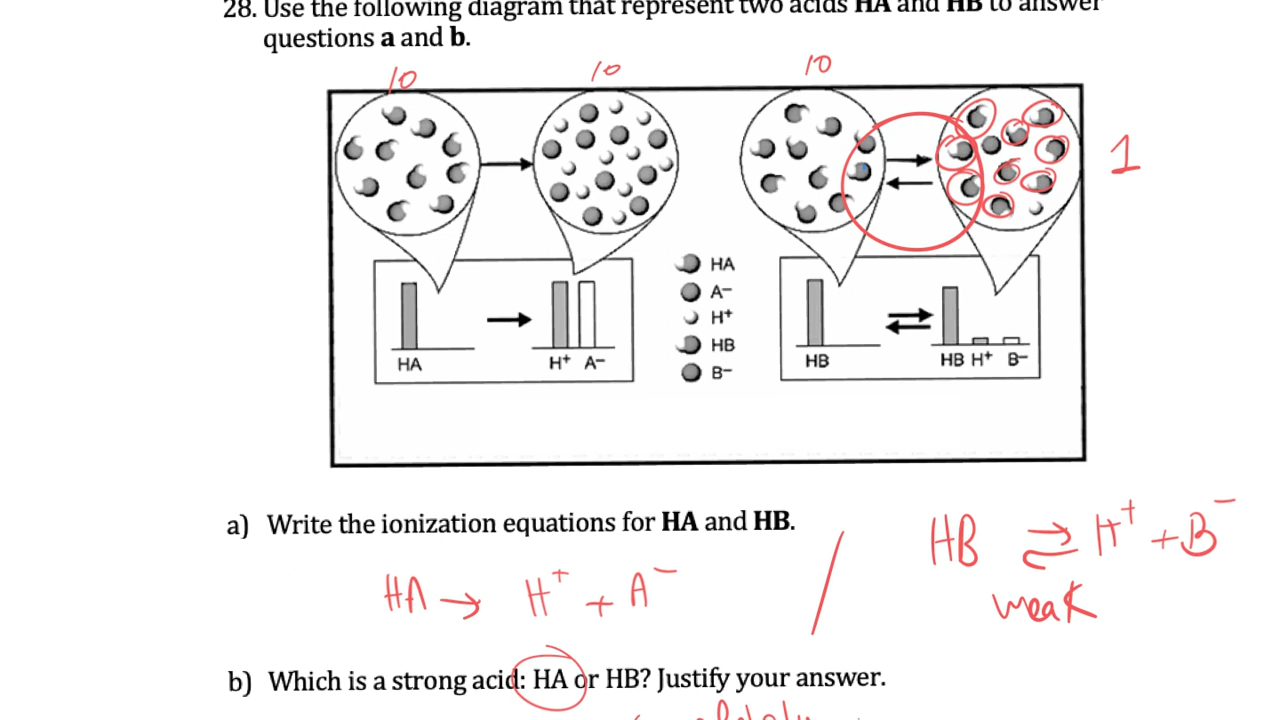 28. Use the following diagram that represent two acids HA and HB to answer
questions a and b.
10 10 10
1
HA
A-
H+
HB
B-
HA
H+ A-
HB
HB H+ B-
a) Write the ionization equations for HA and HB.
HA → H+ + A-
/
HB ⇌ H+ + B-
weak
b) Which is a strong acid: HA or HB? Justify your answer.